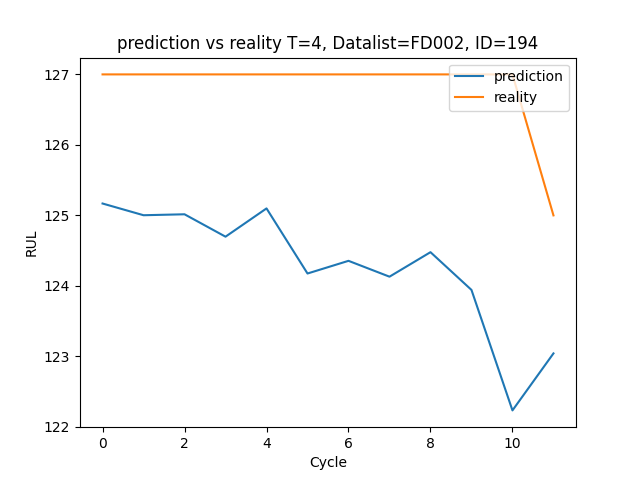 prediction vs reality T=4, Datalist=FD002, ID=194
prediction
reality
127
126
125
124
123
122
RUL
0 2 4 6 8 10
Cycle